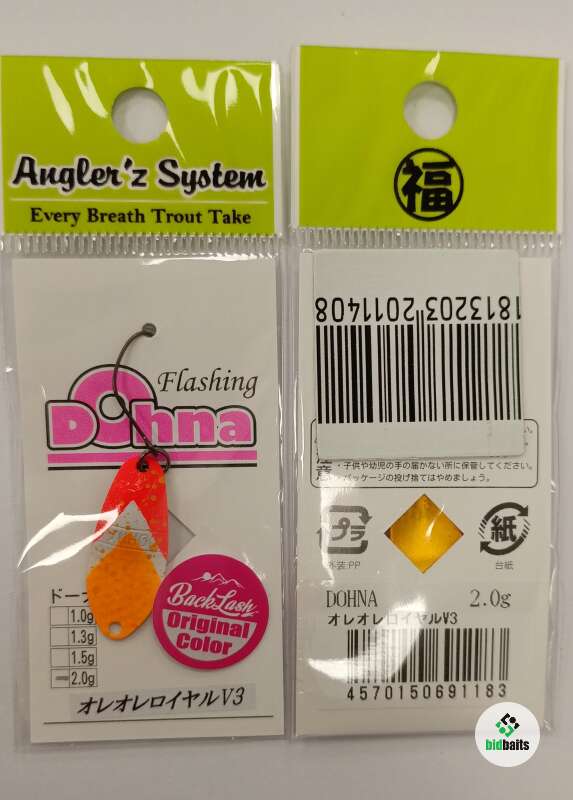 Angler'z System
Every Breath Trout Take
Flashing
Dohna
BackLash
Original
Color
1.0g
1.3g
1.5g
2.0g
オレオレロイヤルV3
福
1813203 2011408
・子供や幼児の手の届かない所に保管してください。
パッケージの投げ捨てはやめましょう。
プラ
外装:PP
紙
台紙
DOHNA 2.0g
オレオレロイヤルV3
4570150691183
bidbaits